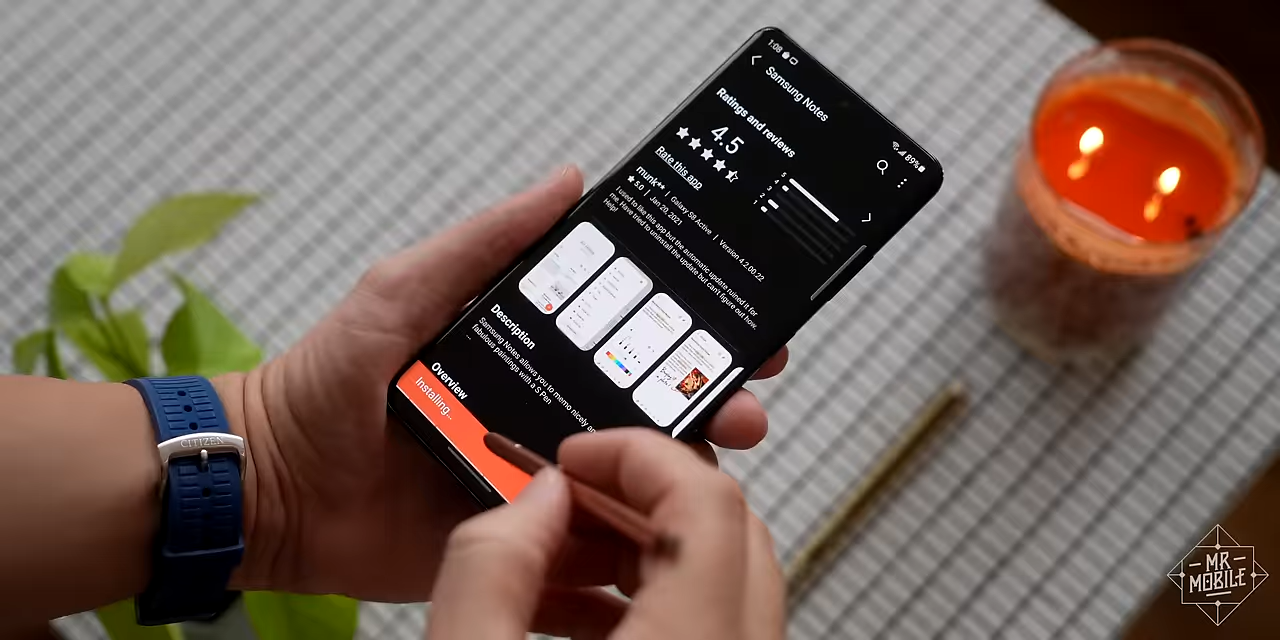 1:08
89%
Samsung Notes
Ratings and reviews
4.5
Rate this app
5
4
3
2
1
munk** | Galaxy S8 Active | Version 4.2.00.22
5.0 | Jan 29, 2021
I used to like this app but the automatic update ruined it for
me. Have tried to uninstall the update but can't figure out how.
Help!
Description
Samsung Notes allows you to memo nicely an
fabulous paintings with a S Pen
...
Overview
Installing...
CITIZEN
MR
MOBILE